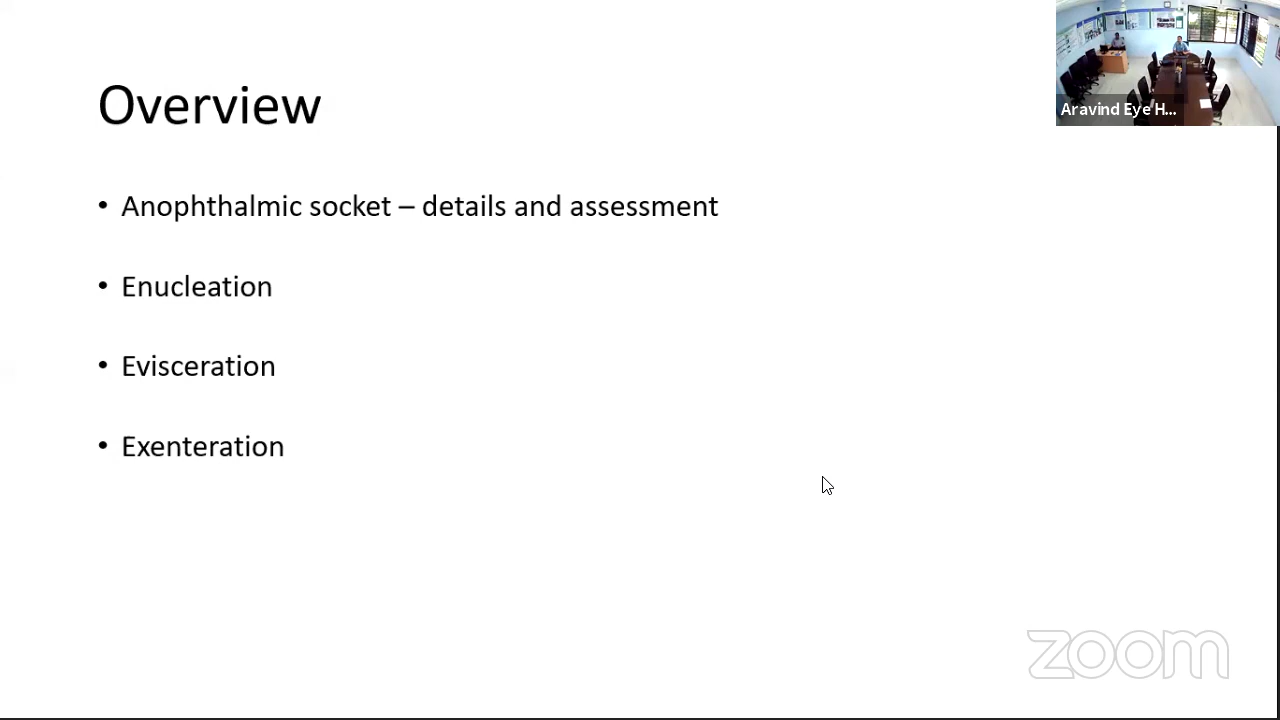 Aravind Eye H...
Overview
• Anophthalmic socket – details and assessment
• Enucleation
• Evisceration
• Exenteration
zoom